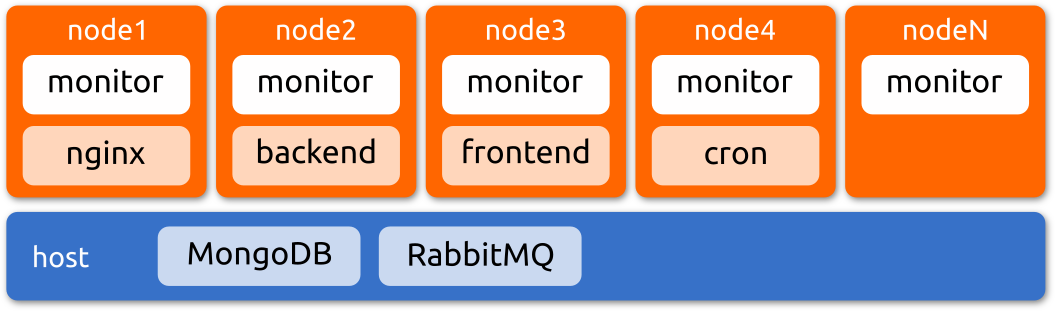 node1 node2 node3 node4 nodeN
monitor monitor monitor monitor monitor
nginx backend frontend cron
host MongoDB RabbitMQ